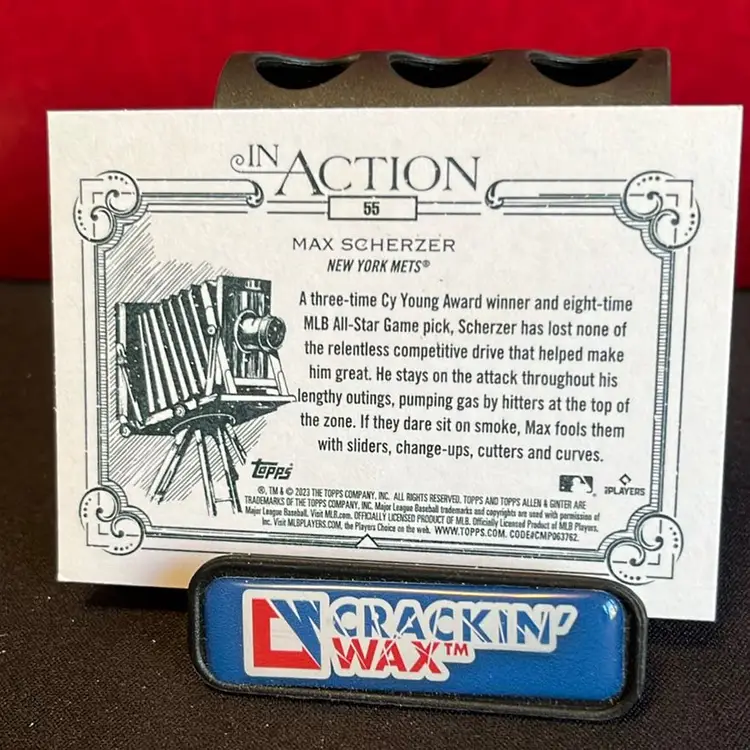 IN ACTION
55
MAX SCHERZER
NEW YORK METS®
A three-time Cy Young Award winner and eight-time
MLB All-Star Game pick, Scherzer has lost none of
the relentless competitive drive that helped make
him great. He stays on the attack throughout his
lengthy outings, pumping gas by hitters at the top of
the zone. If they dare sit on smoke, Max fools them
with sliders, change-ups, cutters and curves.
TOPPS
PLAYERS
®, TM & © 2023 THE TOPPS COMPANY, INC. ALL RIGHTS RESERVED. TOPPS AND TOPPS ALLEN & GINTER ARE
TRADEMARKS OF THE TOPPS COMPANY, INC. Major League Baseball trademarks and copyrights are used with permission of
Major League Baseball. Visit MLB.com. OFFICIALLY LICENSED PRODUCT OF MLB. Officially Licensed Product of MLB Players,
Inc. Visit MLBPLAYERS.COM, the Players Choice on the web. WWW.TOPPS.COM. CODE#CMP063762.
CRACKIN'
WAX™